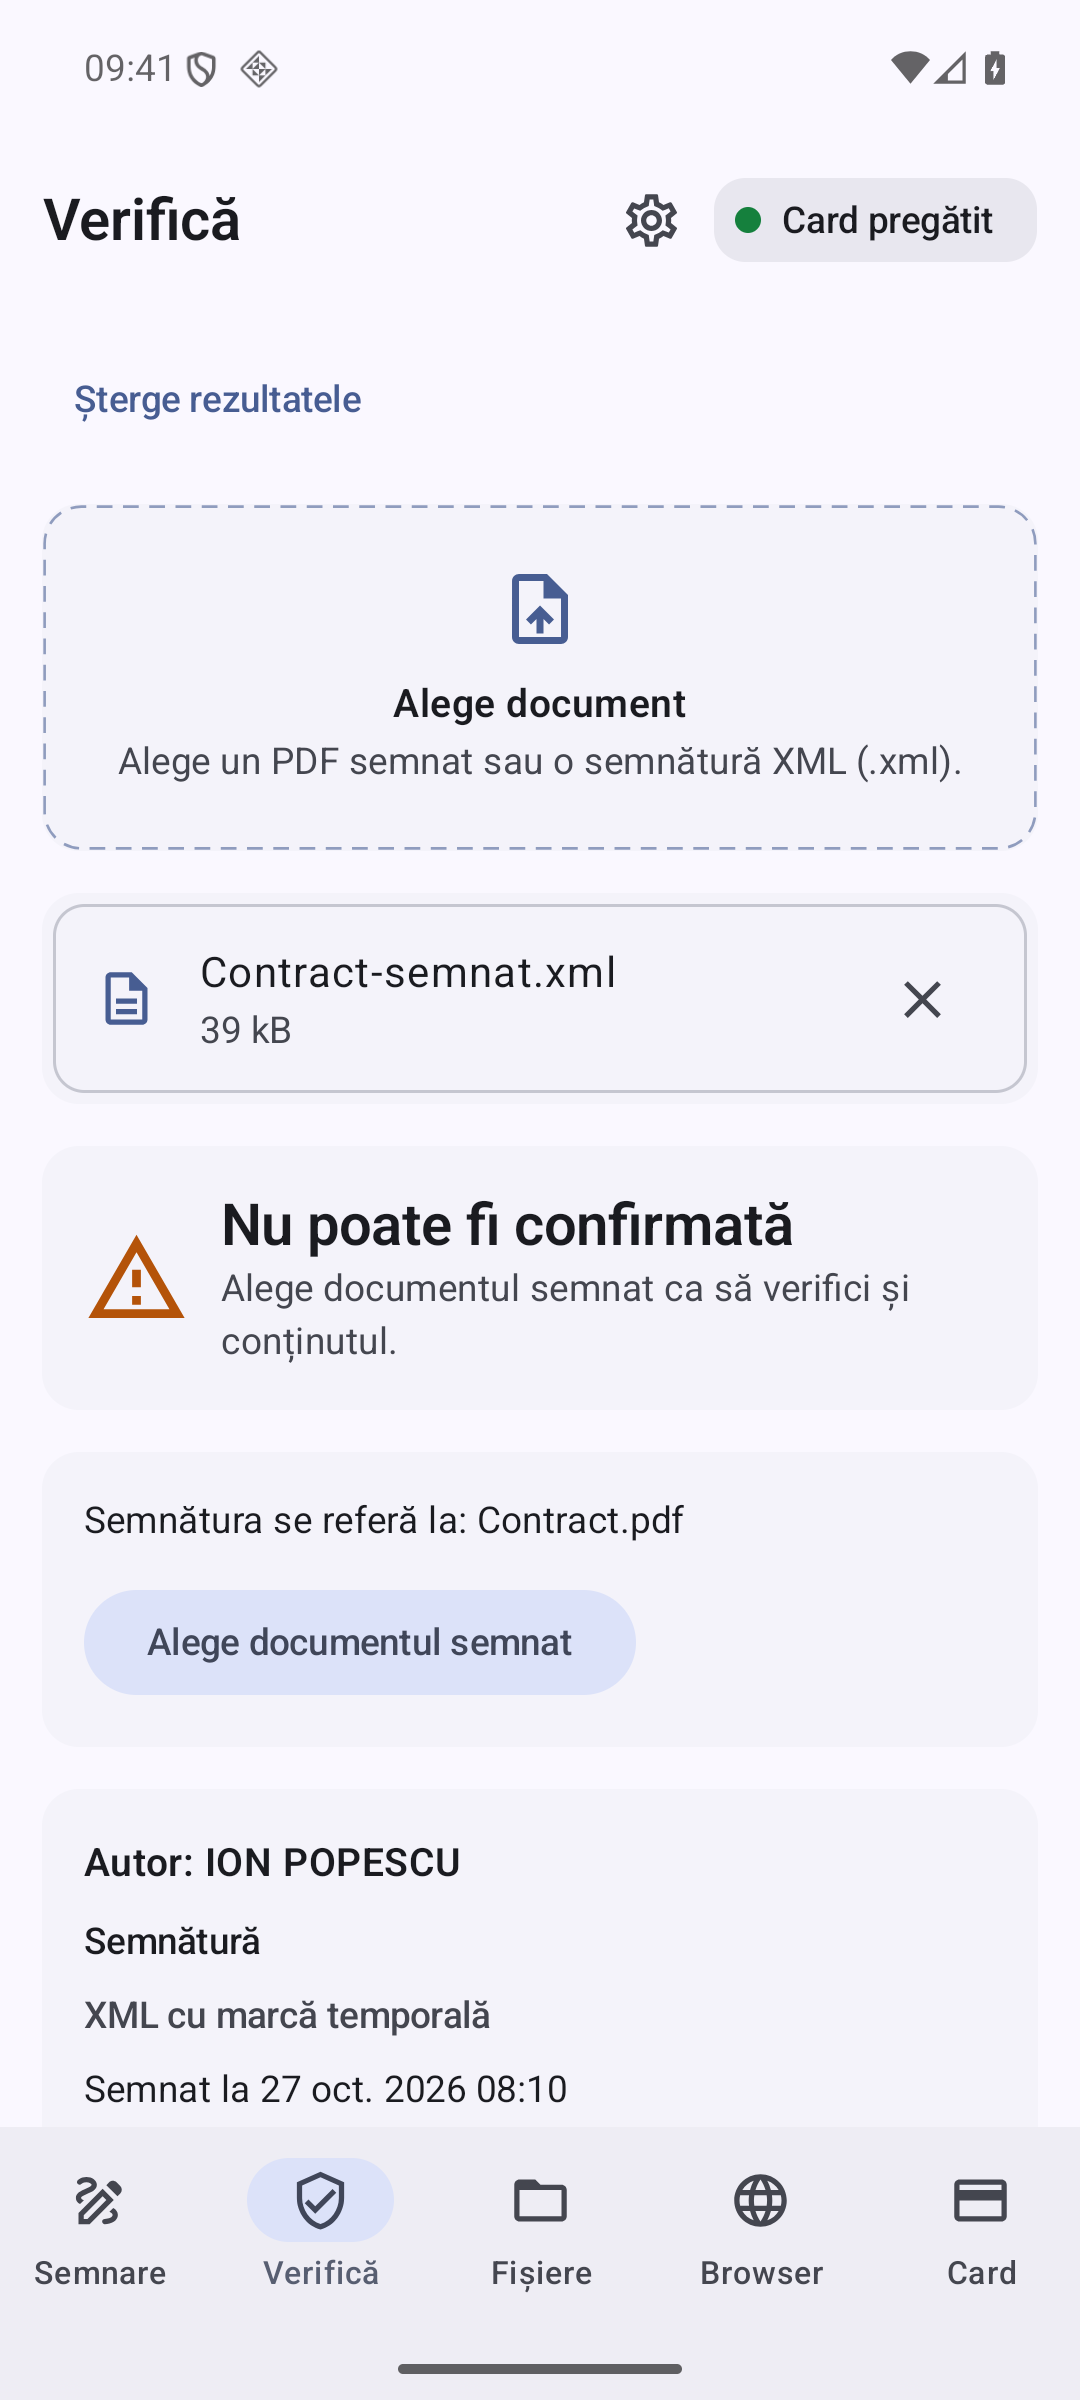 09:41
Verifică
Card pregătit
Șterge rezultatele
Alege document
Alege un PDF semnat sau o semnătură XML (.xml).
Contract-semnat.xml
39 kB
Nu poate fi confirmată
Alege documentul semnat ca să verifici și
conținutul.
Semnătura se referă la: Contract.pdf
Alege documentul semnat
Autor: ION POPESCU
Semnătură
XML cu marcă temporală
Semnat la 27 oct. 2026 08:10
Semnare
Verifică
Fișiere
Browser
Card